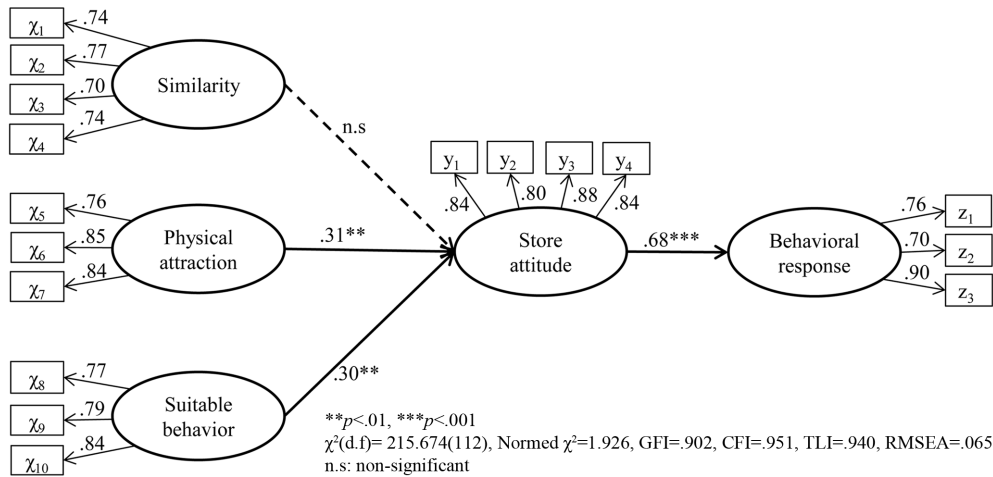 χ1
.74
χ2
.77
χ3
.70
χ4
.74
Similarity
n.s
χ5
.76
χ6
.85
χ7
.84
Physical
attraction
.31**
y1
y2
y3
y4
.84
.80
.88
.84
Store
attitude
.68***
Behavioral
response
.76
.70
.90
z1
z2
z3
χ8
.77
χ9
.79
χ10
.84
Suitable
behavior
.30**
**p<.01, ***p<.001
χ²(d.f)= 215.674(112), Normed χ²=1.926, GFI=.902, CFI=.951, TLI=.940, RMSEA=.065
n.s: non-significant